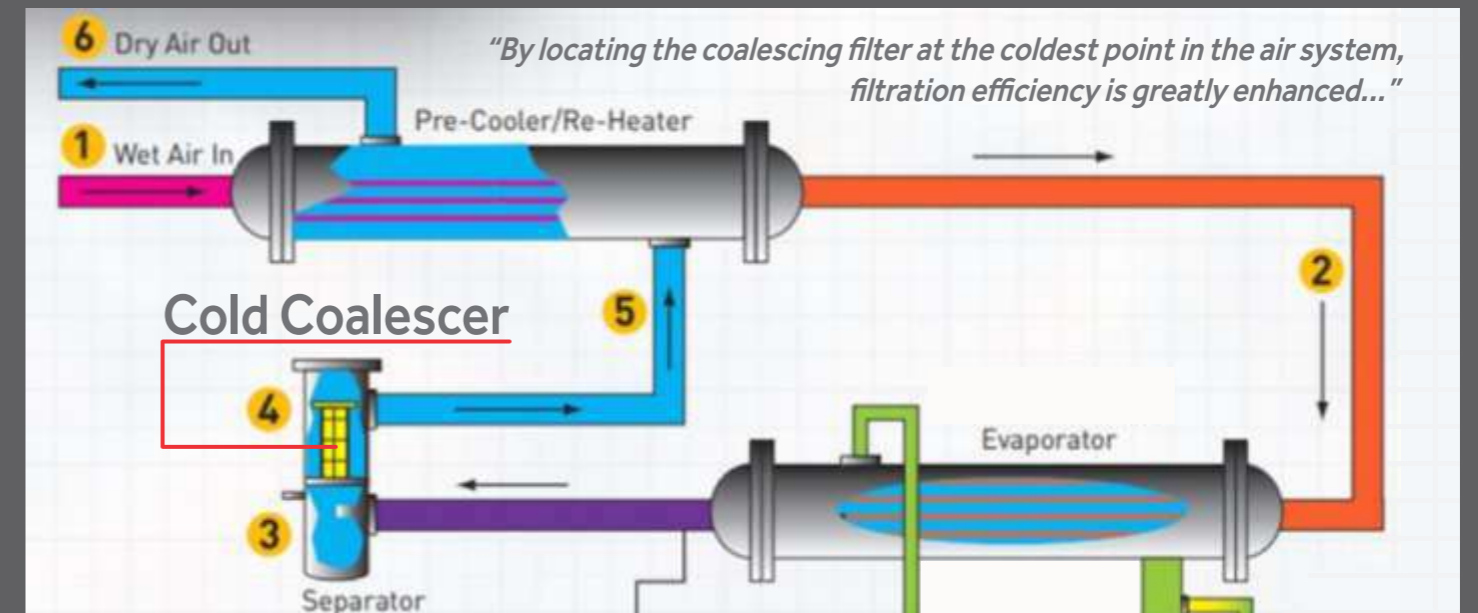 6 Dry Air Out
“By locating the coalescing filter at the coldest point in the air system,
filtration efficiency is greatly enhanced...”
Pre-Cooler/Re-Heater
1 Wet Air In
2
Cold Coalescer
5
4
Evaporator
3
Separator